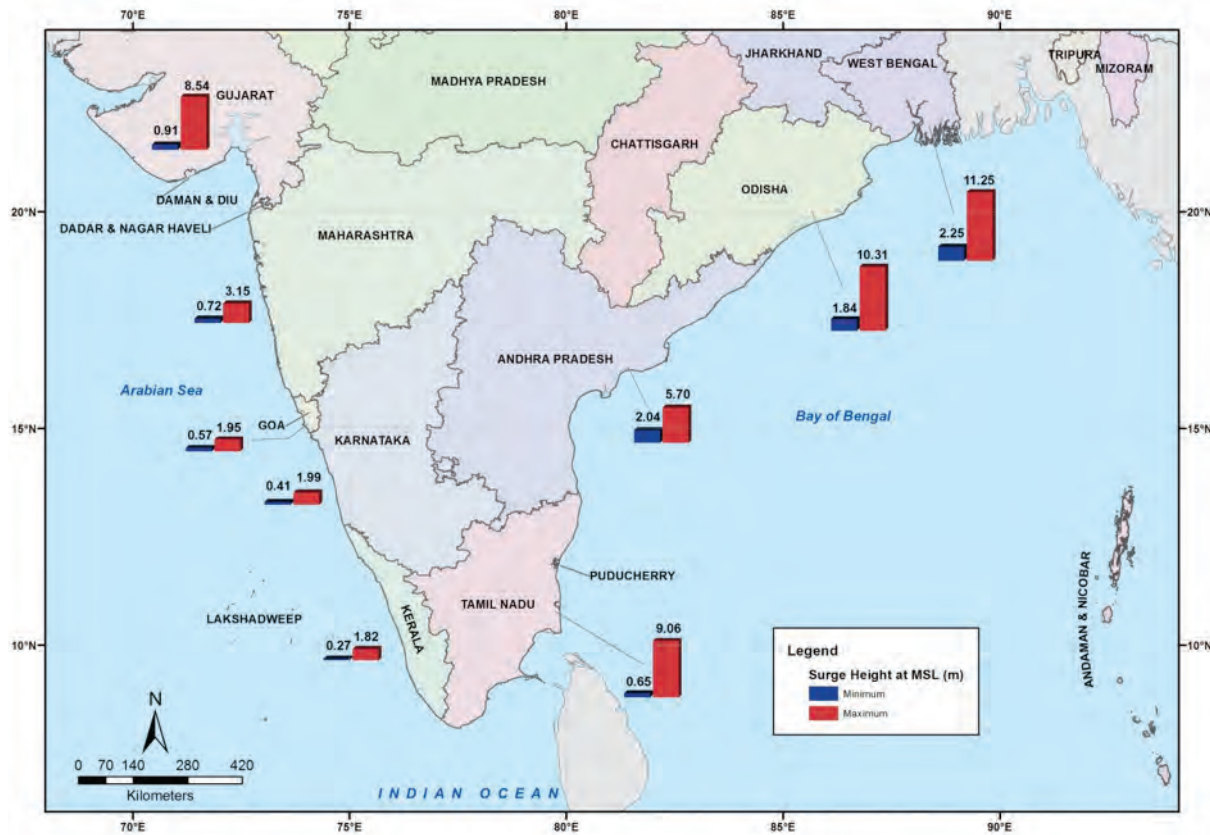 70°E
75°E
80°E
85°E
90°E
JHARKHAND
WEST BENGAL
TRIPURA
MIZORAM
MADHYA PRADESH
8.54
GUJARAT
0.91
CHATTISGARH
ODISHA
DAMAN & DIU
11.25
20°N
20°N
DADAR & NAGAR HAVELI
MAHARASHTRA
2.25
10.31
3.15
0.72
1.84
ANDHRA PRADESH
Arabian Sea
5.70
Bay of Bengal
GOA
2.04
15°N
15°N
1.95
0.57
KARNATAKA
1.99
0.41
PUDUCHERRY
ANDAMAN & NICOBAR
TAMIL NADU
LAKSHADWEEP
KERALA
10°N
10°N
1.82
0.27
9.06
0.65
Legend
Surge Height at MSL (m)
Minimum
Maximum
N
0 70 140 280 420
Kilometers
INDIAN OCEAN
70°E
75°E
80°E
85°E
90°E